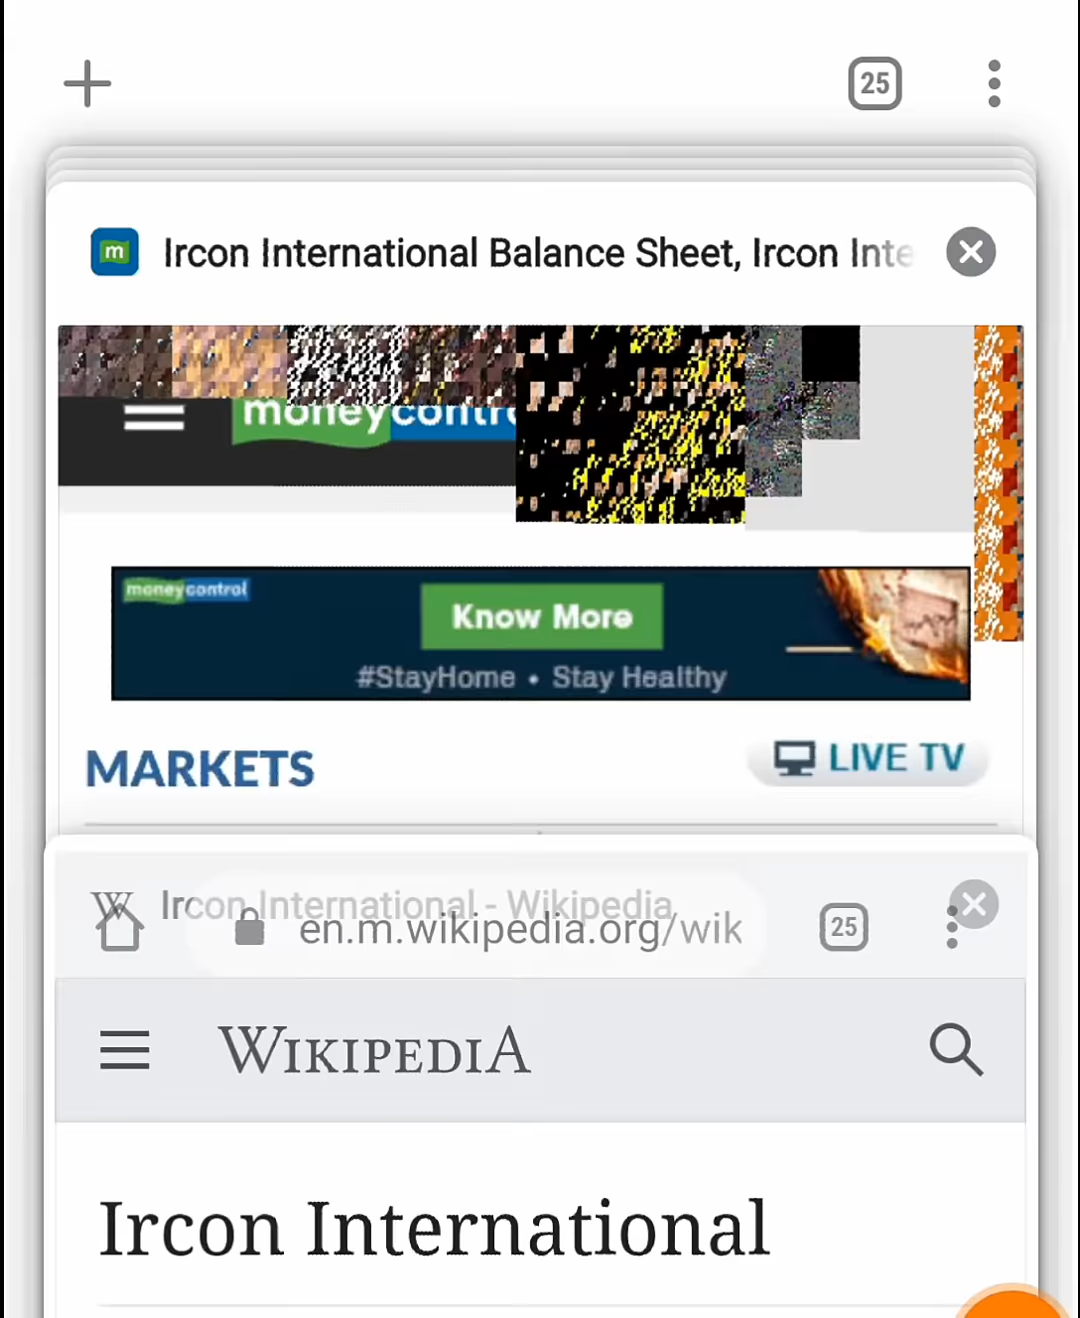 25
m Ircon International Balance Sheet, Ircon Inte
moneycontro
moneycontrol
Know More
#StayHome • Stay Healthy
MARKETS
LIVE TV
W Ircon International - Wikipedia
en.m.wikipedia.org/wik
25
WIKIPEDIA
Ircon International